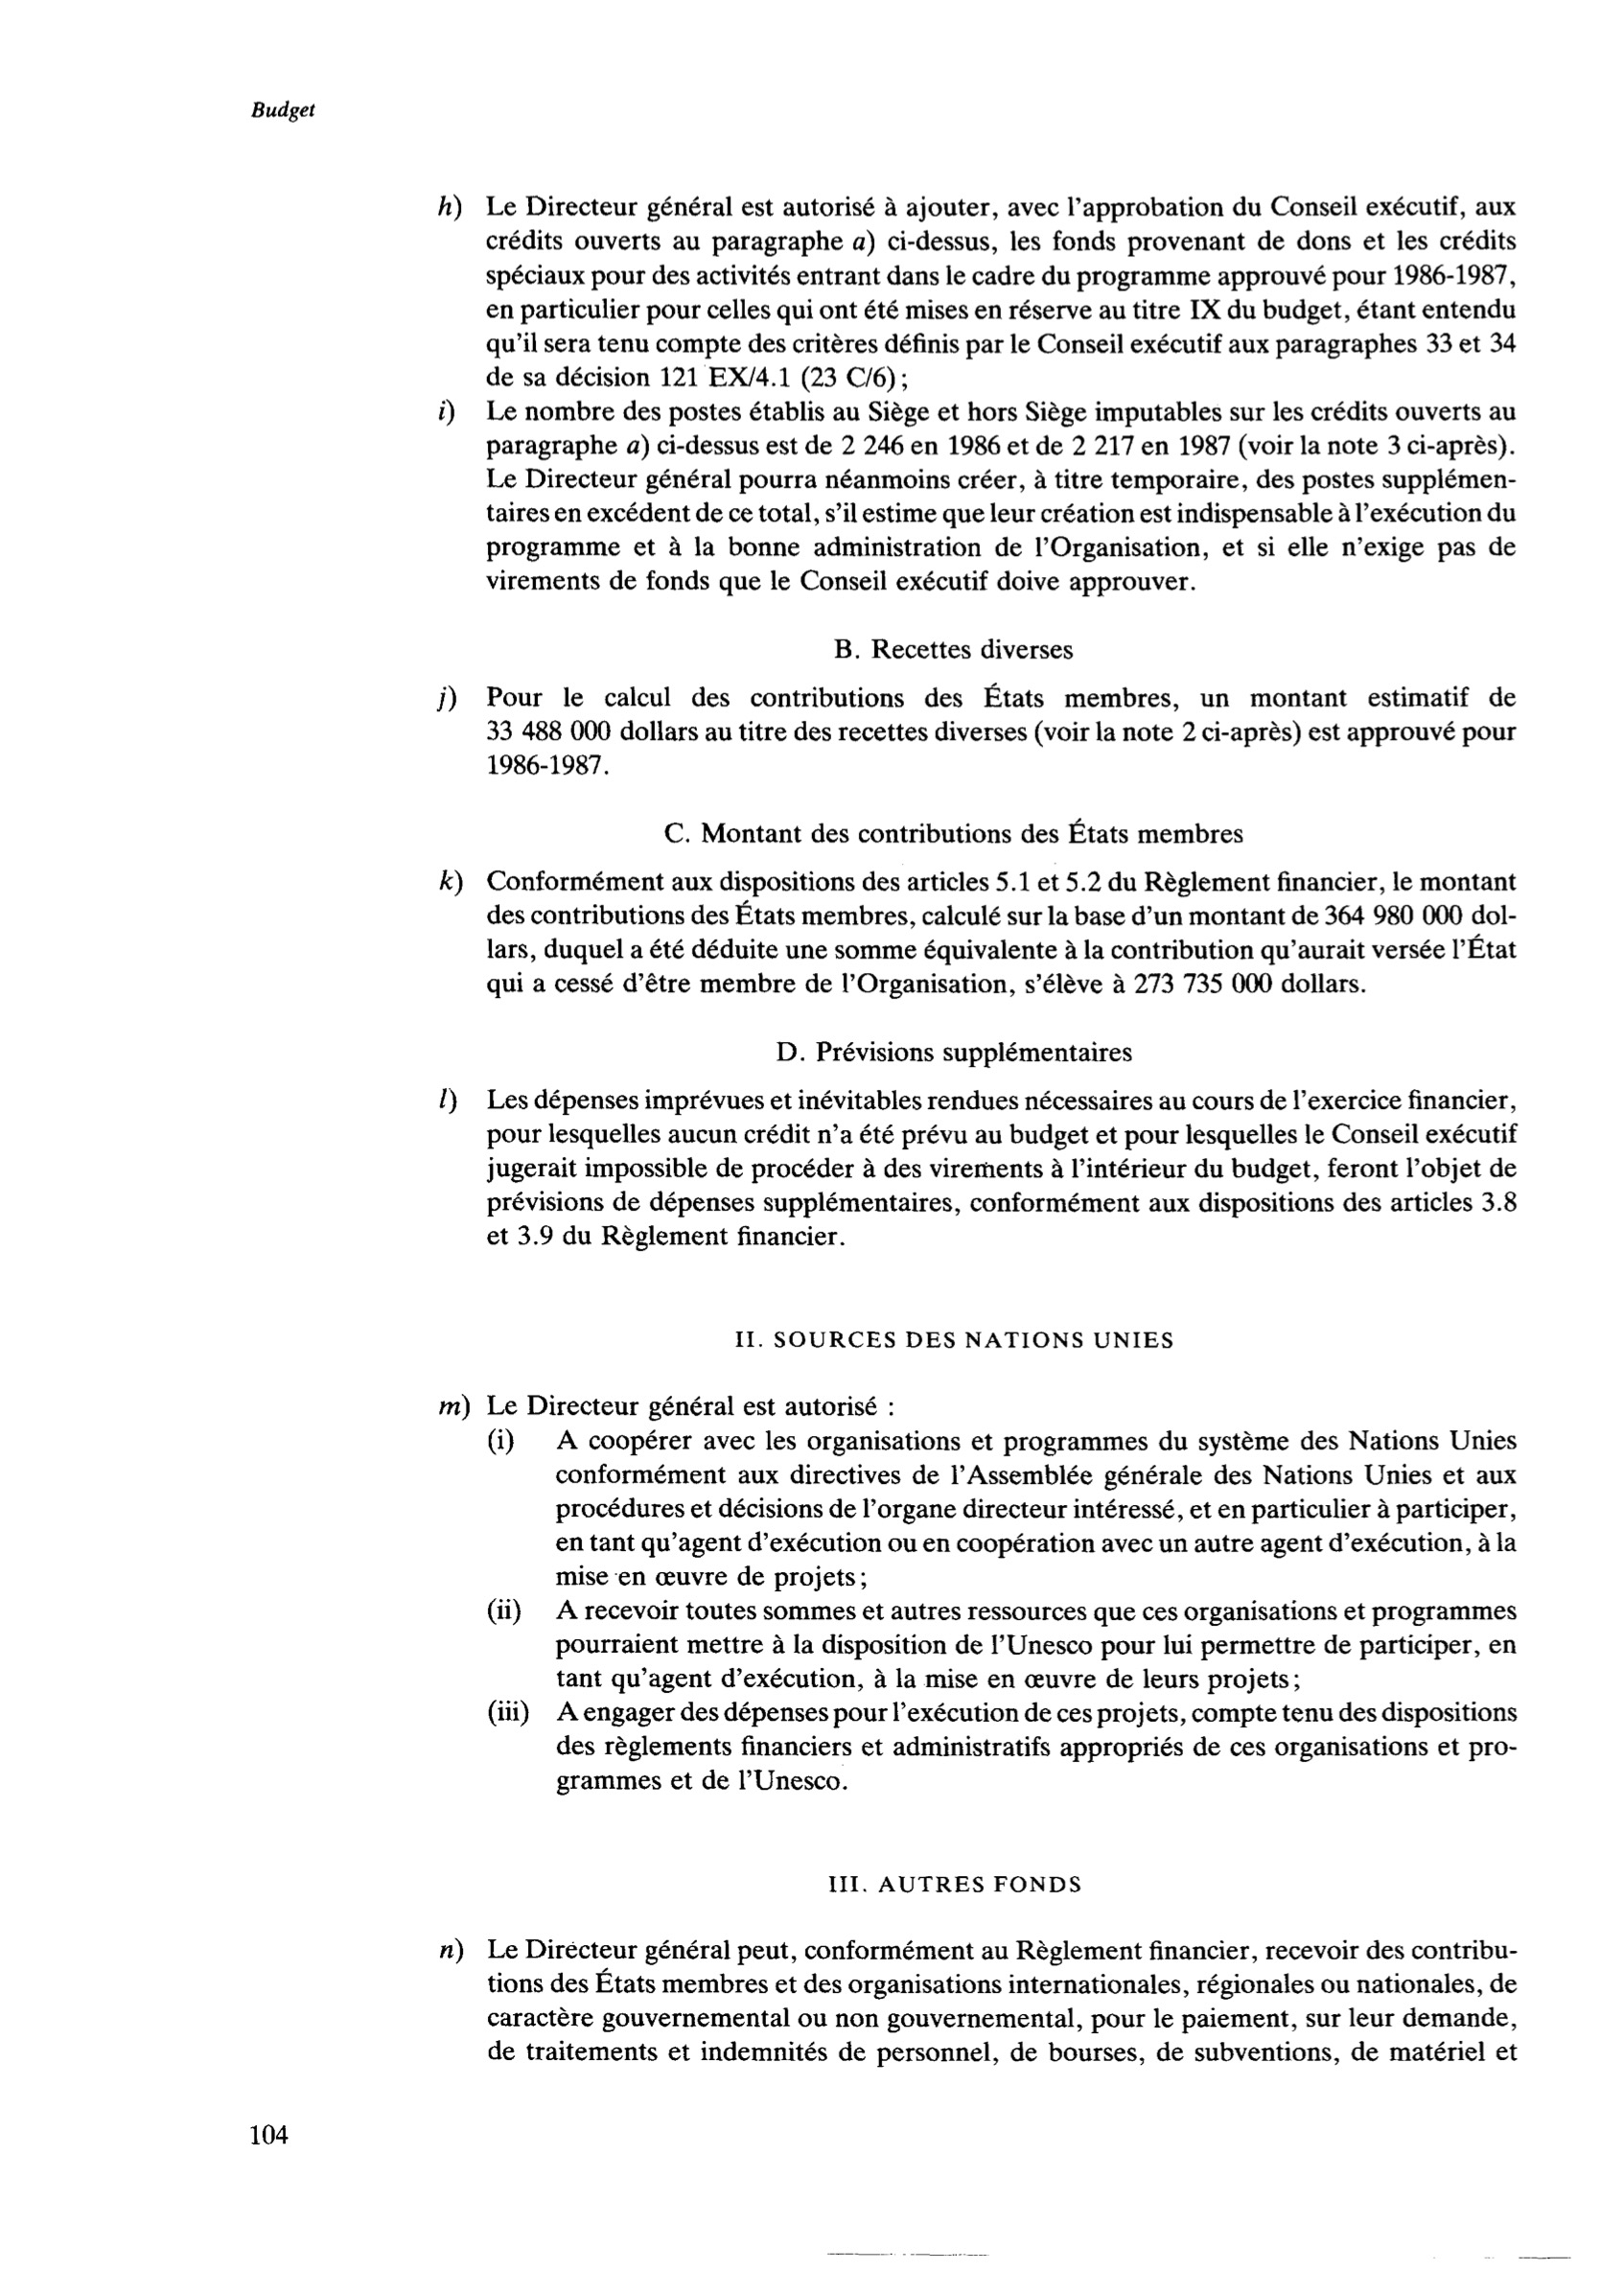 Budget
h) Le Directeur général est autorisé à ajouter, avec l'approbation du Conseil exécutif, aux
crédits ouverts au paragraphe a) ci-dessus, les fonds provenant de dons et les crédits
spéciaux pour des activités entrant dans le cadre du programme approuvé pour 1986-1987,
en particulier pour celles qui ont été mises en réserve au titre IX du budget, étant entendu
qu'il sera tenu compte des critères définis par le Conseil exécutif aux paragraphes 33 et 34
de sa décision 121 EX/4.1 (23 C/6) ;
i) Le nombre des postes établis au Siège et hors Siège imputables sur les crédits ouverts au
paragraphe a) ci-dessus est de 2 246 en 1986 et de 2 217 en 1987 (voir la note 3 ci-après).
Le Directeur général pourra néanmoins créer, à titre temporaire, des postes supplémen-
taires en excédent de ce total, s'il estime que leur création est indispensable à l'exécution du
programme et à la bonne administration de l'Organisation, et si elle n'exige pas de
virements de fonds que le Conseil exécutif doive approuver.
B. Recettes diverses
j) Pour le calcul des contributions des États membres, un montant estimatif de
33 488 000 dollars au titre des recettes diverses (voir la note 2 ci-après) est approuvé pour
1986-1987.
C. Montant des contributions des États membres
k) Conformément aux dispositions des articles 5.1 et 5.2 du Règlement financier, le montant
des contributions des États membres, calculé sur la base d'un montant de 364 980 000 dol-
lars, duquel a été déduite une somme équivalente à la contribution qu'aurait versée l'État
qui a cessé d'être membre de l'Organisation, s'élève à 273 735 000 dollars.
D. Prévisions supplémentaires
l) Les dépenses imprévues et inévitables rendues nécessaires au cours de l'exercice financier,
pour lesquelles aucun crédit n'a été prévu au budget et pour lesquelles le Conseil exécutif
jugerait impossible de procéder à des virements à l'intérieur du budget, feront l'objet de
prévisions de dépenses supplémentaires, conformément aux dispositions des articles 3.8
et 3.9 du Règlement financier.
II. SOURCES DES NATIONS UNIES
m) Le Directeur général est autorisé :
(i) A coopérer avec les organisations et programmes du système des Nations Unies
conformément aux directives de l'Assemblée générale des Nations Unies et aux
procédures et décisions de l'organe directeur intéressé, et en particulier à participer,
en tant qu'agent d'exécution ou en coopération avec un autre agent d'exécution, à la
mise en œuvre de projets ;
(ii) A recevoir toutes sommes et autres ressources que ces organisations et programmes
pourraient mettre à la disposition de l'Unesco pour lui permettre de participer, en
tant qu'agent d'exécution, à la mise en œuvre de leurs projets ;
(iii) A engager des dépenses pour l'exécution de ces projets, compte tenu des dispositions
des règlements financiers et administratifs appropriés de ces organisations et pro-
grammes et de l'Unesco.
III. AUTRES FONDS
n) Le Directeur général peut, conformément au Règlement financier, recevoir des contribu-
tions des États membres et des organisations internationales, régionales ou nationales, de
caractère gouvernemental ou non gouvernemental, pour le paiement, sur leur demande,
de traitements et indemnités de personnel, de bourses, de subventions, de matériel et
104